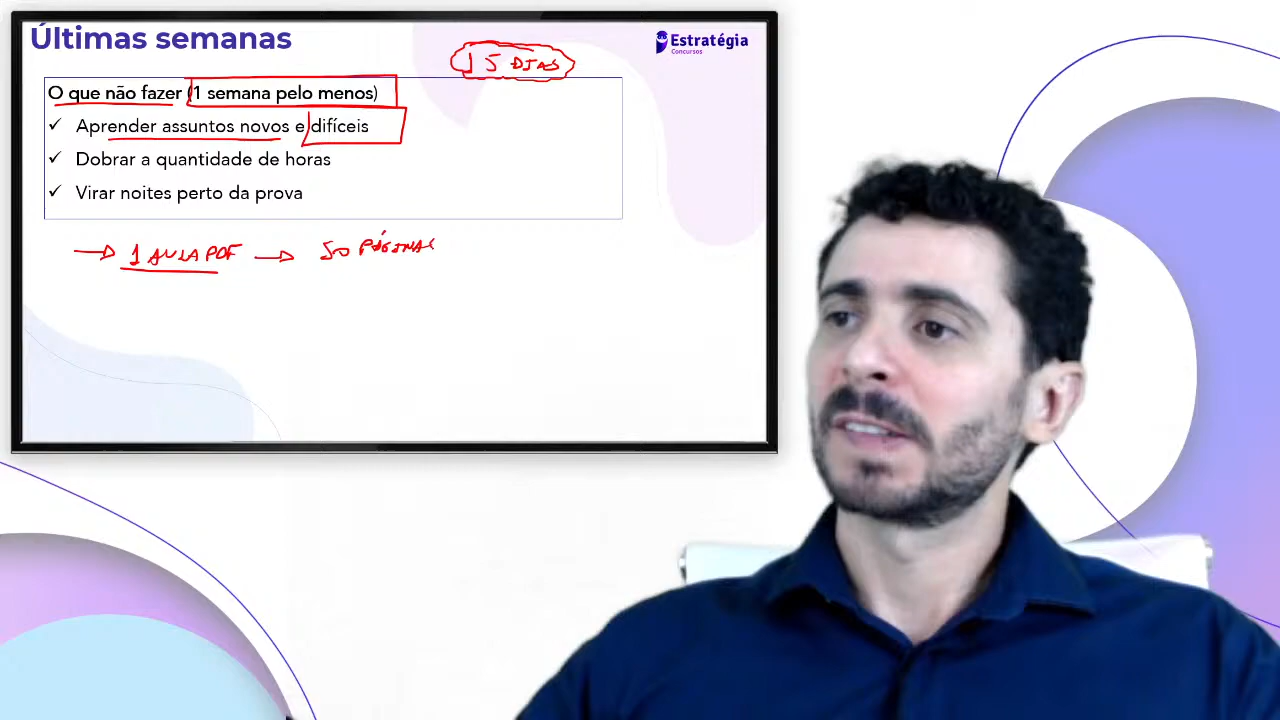 Últimas semanas
Estratégia
Concursos
15 DIAS
O que não fazer (1 semana pelo menos)
✓ Aprender assuntos novos e difíceis
✓ Dobrar a quantidade de horas
✓ Virar noites perto da prova
→ 1 AULA PDF → 50 PÁGINAS